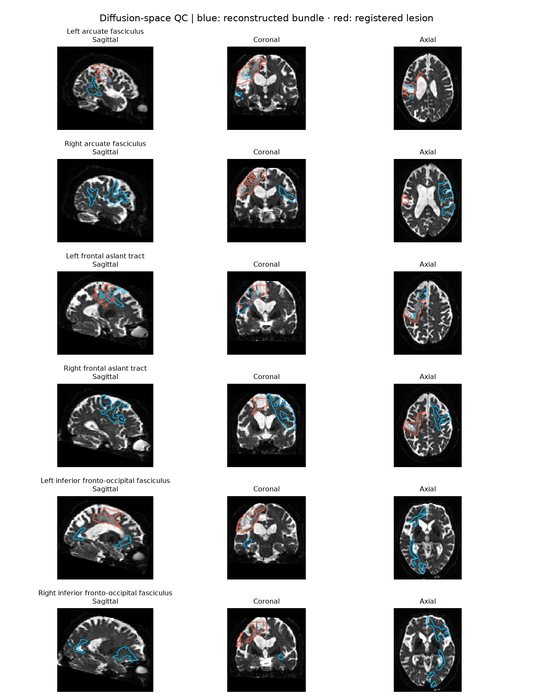 Diffusion-space QC | blue: reconstructed bundle · red: registered lesion
Left arcuate fasciculus
Sagittal
Coronal
Axial
Right arcuate fasciculus
Sagittal
Coronal
Axial
Left frontal aslant tract
Sagittal
Coronal
Axial
Right frontal aslant tract
Sagittal
Coronal
Axial
Left inferior fronto-occipital fasciculus
Sagittal
Coronal
Axial
Right inferior fronto-occipital fasciculus
Sagittal
Coronal
Axial